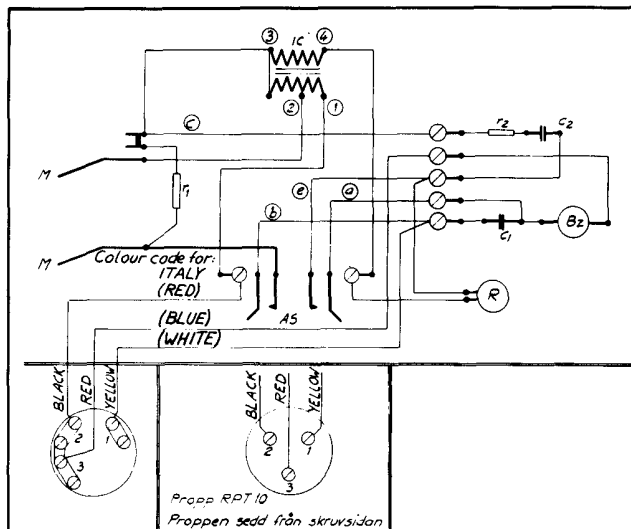 3 IC 4
2 1
C r2 c2
M
r1 e a
b c1 Bz
M
Colour code for:
ITALY
(RED)
AS R
(BLUE)
(WHITE)
BLACK RED YELLOW BLACK RED YELLOW
2 1 2 1
3 3
Propp RPT 10
Proppen sedd från skruvsidan